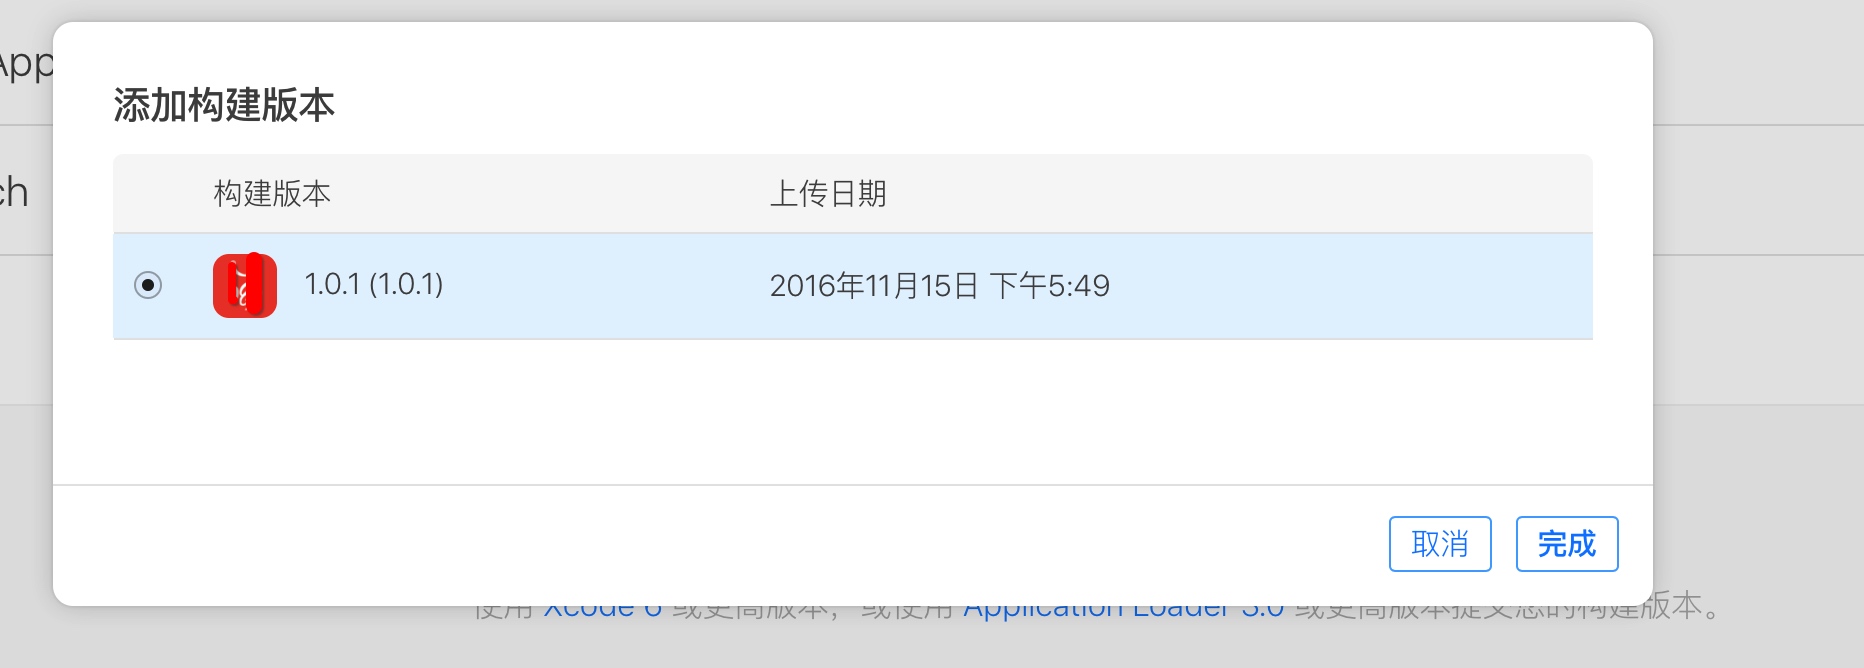 App
添加构建版本
构建版本 上传日期
ch
1.0.1 (1.0.1) 2016年11月15日 下午5:49
取消 完成
使用 Xcode 6 或更高版本，或使用 Application Loader 3.0 或更高版本提交您的构建版本。